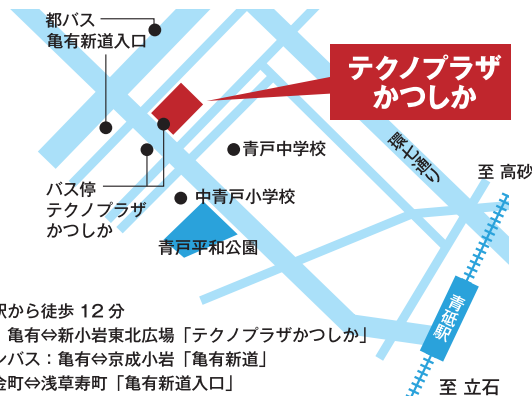 都バス
亀有新道入口
テクノプラザ
かつしか
青戸中学校
環七通り
至 高砂
バス停
テクノプラザ
かつしか
中青戸小学校
青戸平和公園
青砥駅
駅から徒歩 12 分
亀有⇔新小岩東北広場「テクノプラザかつしか」
ンバス：亀有⇔京成小岩「亀有新道」
金町⇔浅草寿町「亀有新道入口」
至 立石